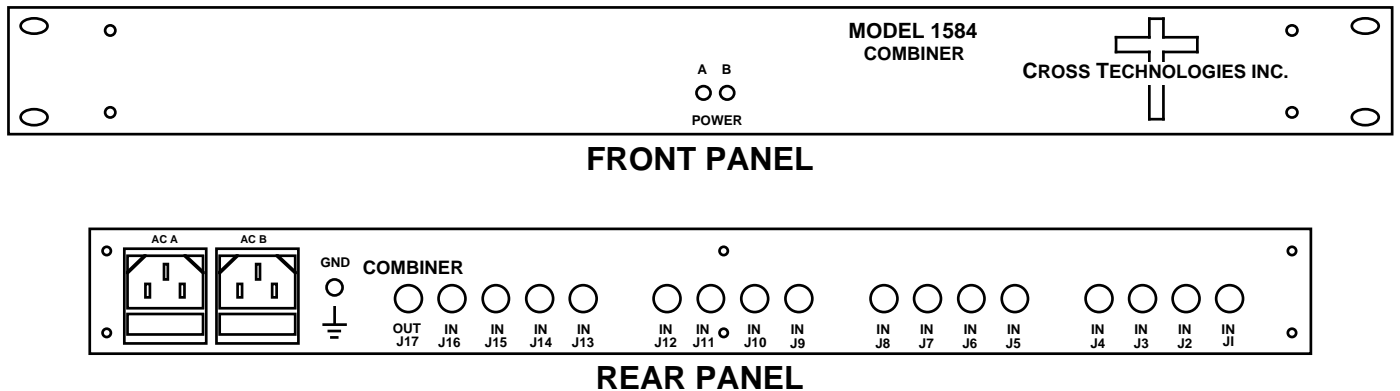 MODEL 1584
COMBINER
CROSS TECHNOLOGIES INC.
A B
POWER
FRONT PANEL
AC A AC B
GND COMBINER
OUT IN IN IN IN IN IN IN IN IN IN IN IN IN IN IN IN
J17 J16 J15 J14 J13 J12 J11 J10 J9 J8 J7 J6 J5 J4 J3 J2 JI
REAR PANEL